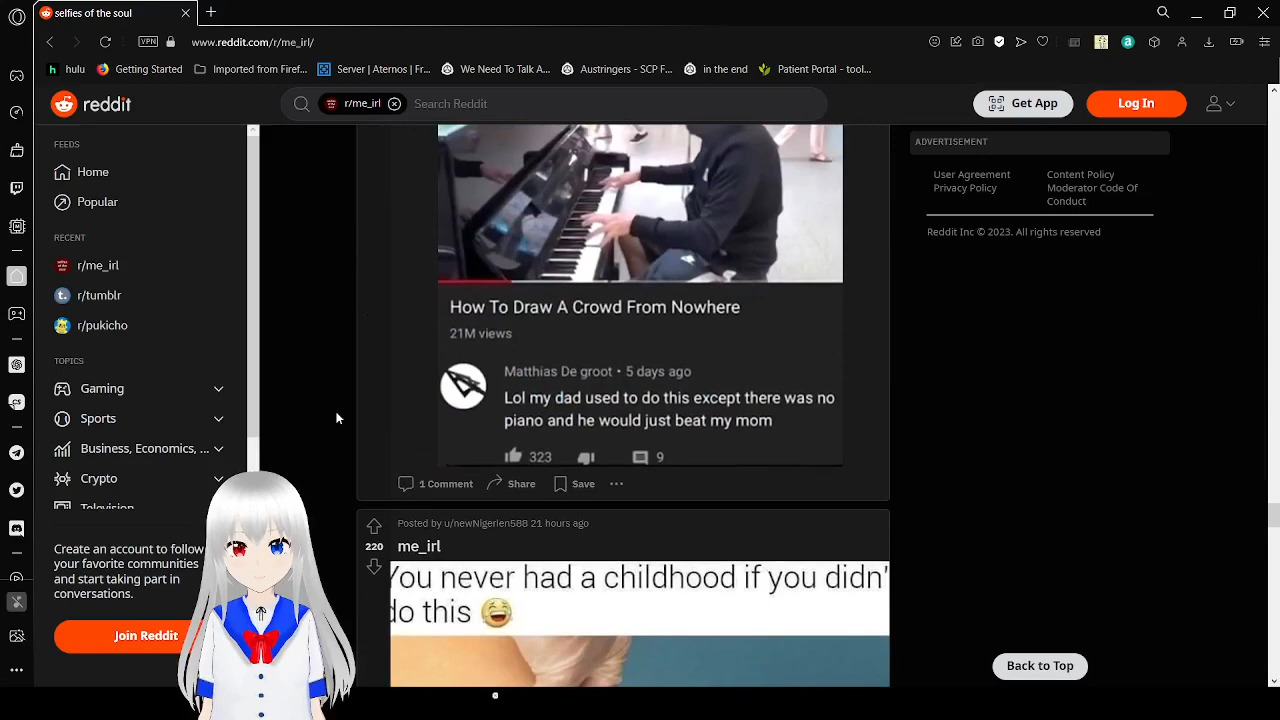 selfies of the soul
VPN
www.reddit.com/r/me_irl/
hulu
Getting Started
Imported from Firef...
Server | Aternos | Fr...
We Need To Talk A...
Austringers - SCP F...
in the end
Patient Portal - tool...
reddit
r/me_irl
Search Reddit
Get App
Log In
FEEDS
Home
Popular
RECENT
r/me_irl
r/tumblr
r/pukicho
TOPICS
Gaming
Sports
Business, Economics, ...
Crypto
Television
Create an account to follow
your favorite communities
and start taking part in
conversations.
Join Reddit
How To Draw A Crowd From Nowhere
21M views
Matthias De groot • 5 days ago
Lol my dad used to do this except there was no
piano and he would just beat my mom
323
9
1 Comment
Share
Save
Posted by u/newNigerlen588 21 hours ago
220
me_irl
You never had a childhood if you didn'
do this 😂
ADVERTISEMENT
User Agreement
Privacy Policy
Content Policy
Moderator Code Of
Conduct
Reddit Inc © 2023. All rights reserved
Back to Top